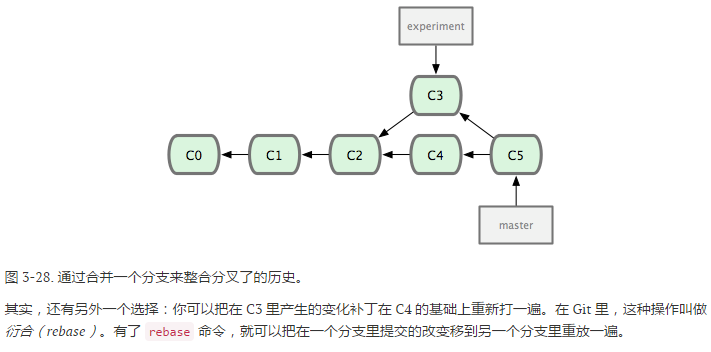 experiment
C3
C0
C1
C2
C4
C5
master
图 3-28. 通过合并一个分支来整合分叉了的历史。
其实，还有另外一个选择：你可以把在 C3 里产生的变化补丁在 C4 的基础上重新打一遍。在 Git 里，这种操作叫做
衍合（rebase）。有了 rebase 命令，就可以把在一个分支里提交的改变移到另一个分支里重放一遍。